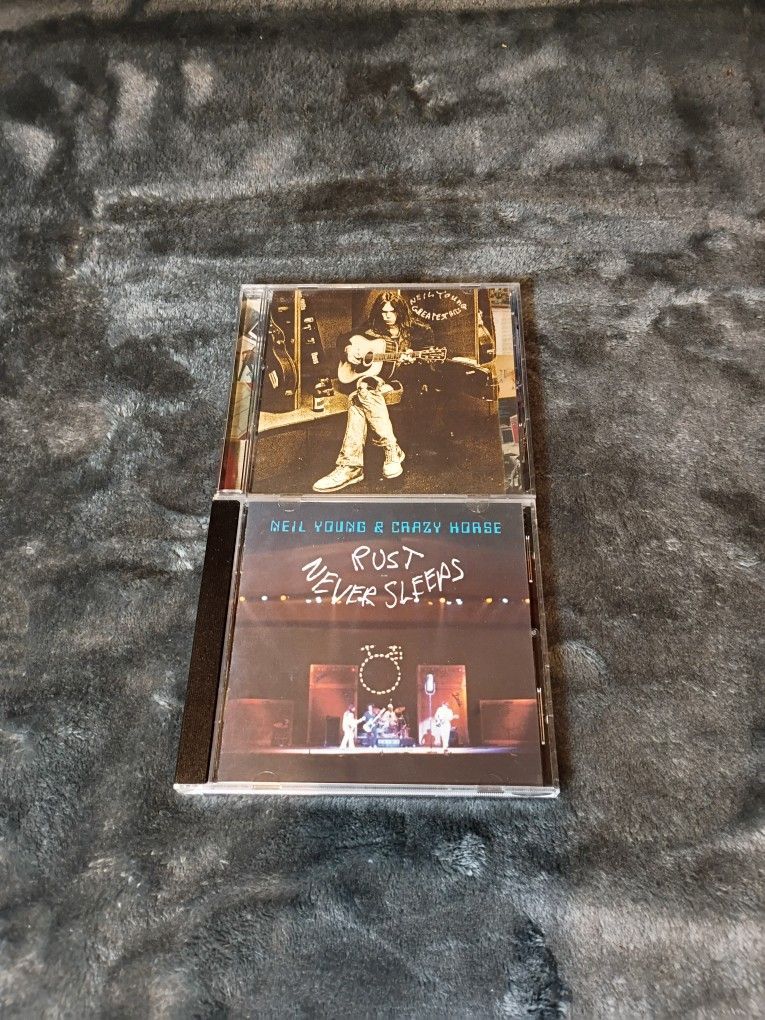 NEIL YOUNG
GREATEST HITS
NEIL YOUNG & CRAZY HORSE
RUST
NEVER SLEEPS